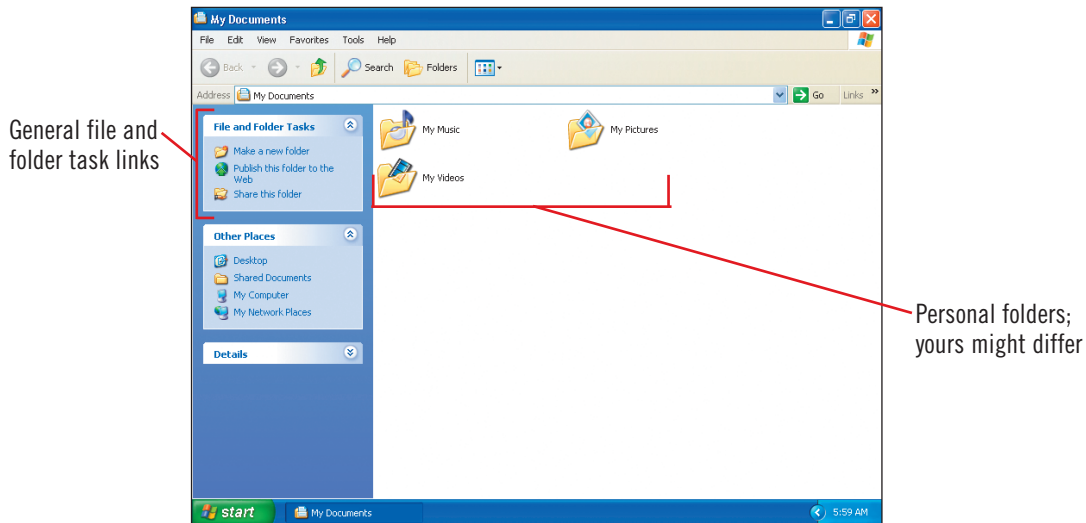 My Documents
File Edit View Favorites Tools Help
Back Search Folders
Address My Documents Go Links »
General file and
folder task links
File and Folder Tasks
Make a new folder
Publish this folder to the
Web
Share this folder
My Music My Pictures
My Videos
Other Places
Desktop
Shared Documents
My Computer
My Network Places
Personal folders;
yours might differ
Details
start My Documents 5:59 AM